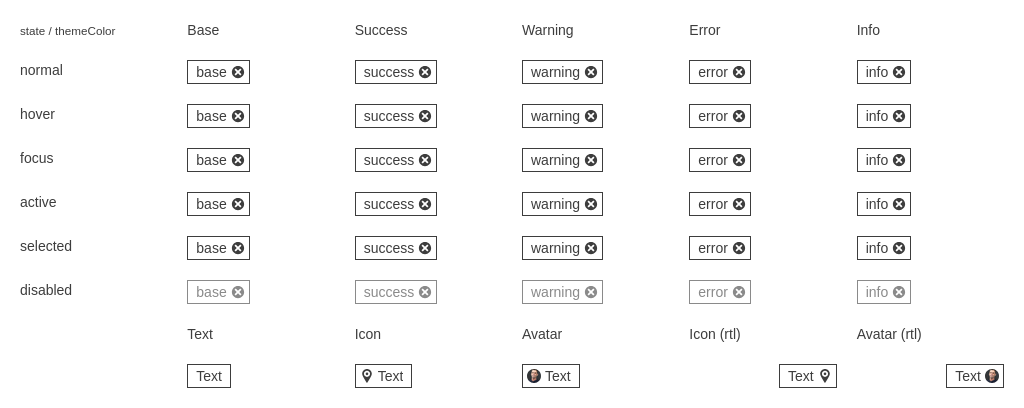 state / themeColor Base Success Warning Error Info
normal base success warning error info
hover base success warning error info
focus base success warning error info
active base success warning error info
selected base success warning error info
disabled base success warning error info
Text Icon Avatar Icon (rtl) Avatar (rtl)
Text Text Text Text Text